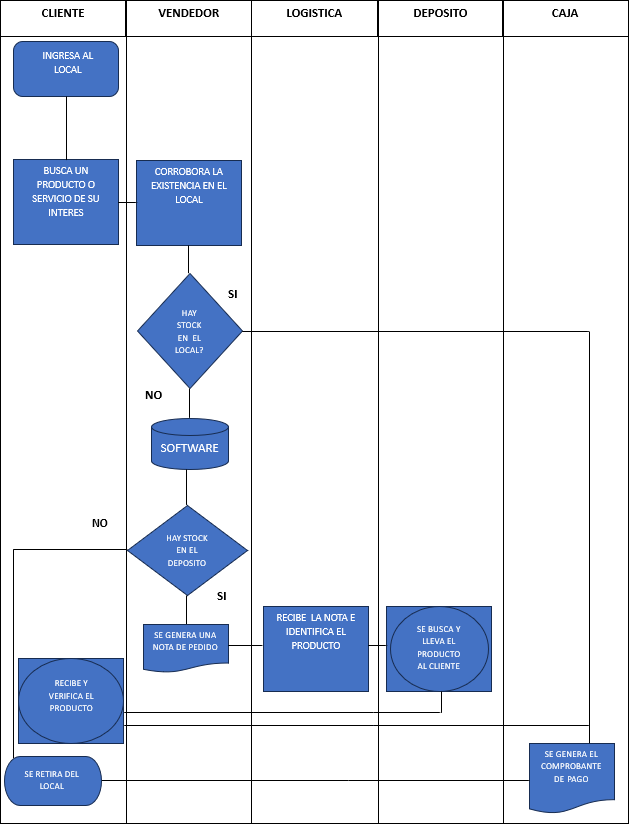 CLIENTE
VENDEDOR
LOGISTICA
DEPOSITO
CAJA
INGRESA AL
LOCAL
BUSCA UN
PRODUCTO O
SERVICIO DE SU
INTERES
CORROBORA LA
EXISTENCIA EN EL
LOCAL
SI
HAY
STOCK
EN EL
LOCAL?
NO
SOFTWARE
NO
HAY STOCK
EN EL
DEPOSITO
SI
SE GENERA UNA
NOTA DE PEDIDO
RECIBE LA NOTA E
IDENTIFICA EL
PRODUCTO
SE BUSCA Y
LLEVA EL
PRODUCTO
AL CLIENTE
RECIBE Y
VERIFICA EL
PRODUCTO
SE RETIRA DEL
LOCAL
SE GENERA EL
COMPROBANTE
DE PAGO